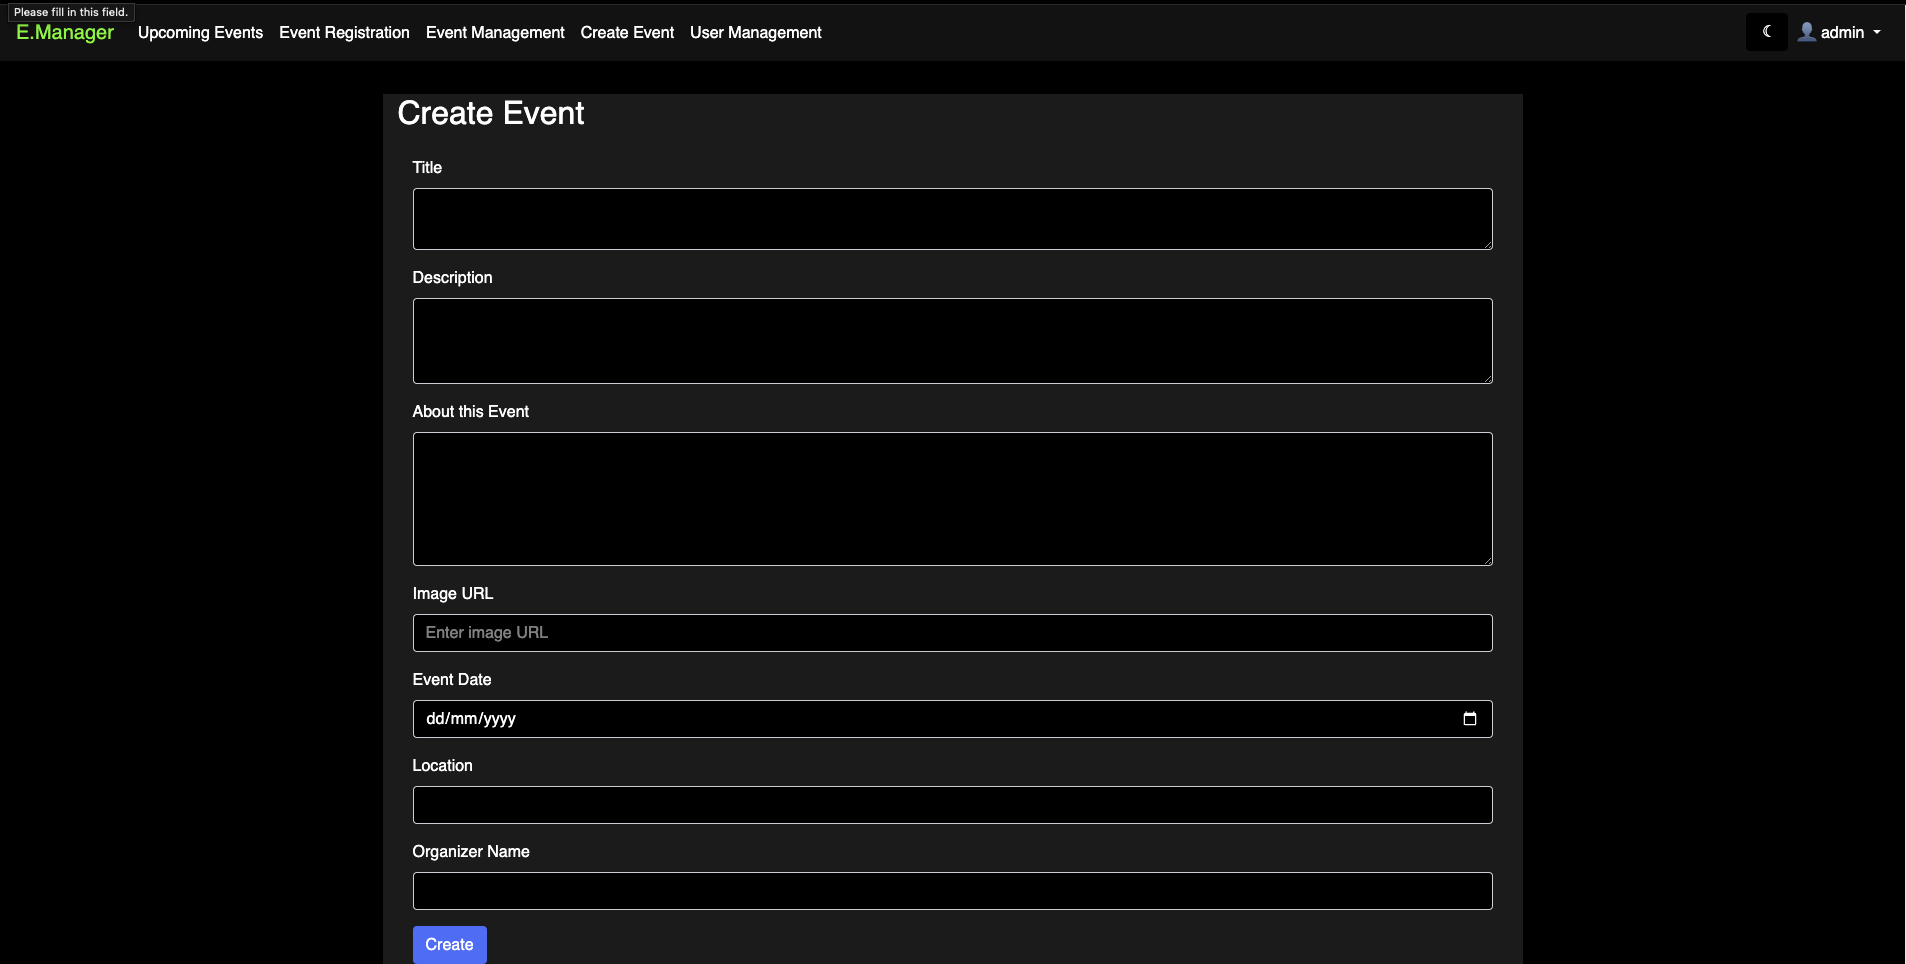 Please fill in this field.
E.Manager Upcoming Events Event Registration Event Management Create Event User Management admin
Create Event
Title
Description
About this Event
Image URL
Enter image URL
Event Date
dd/mm/yyyy
Location
Organizer Name
Create